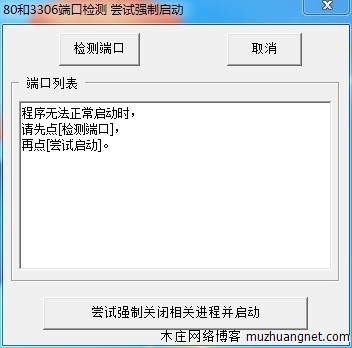 80和3306端口检测 尝试强制启动
检测端口
取消
端口列表
程序无法正常启动时，
请先点[检测端口]，
再点[尝试启动]。
尝试强制关闭相关进程并启动
木庄网络博客 muzhuangnet.com